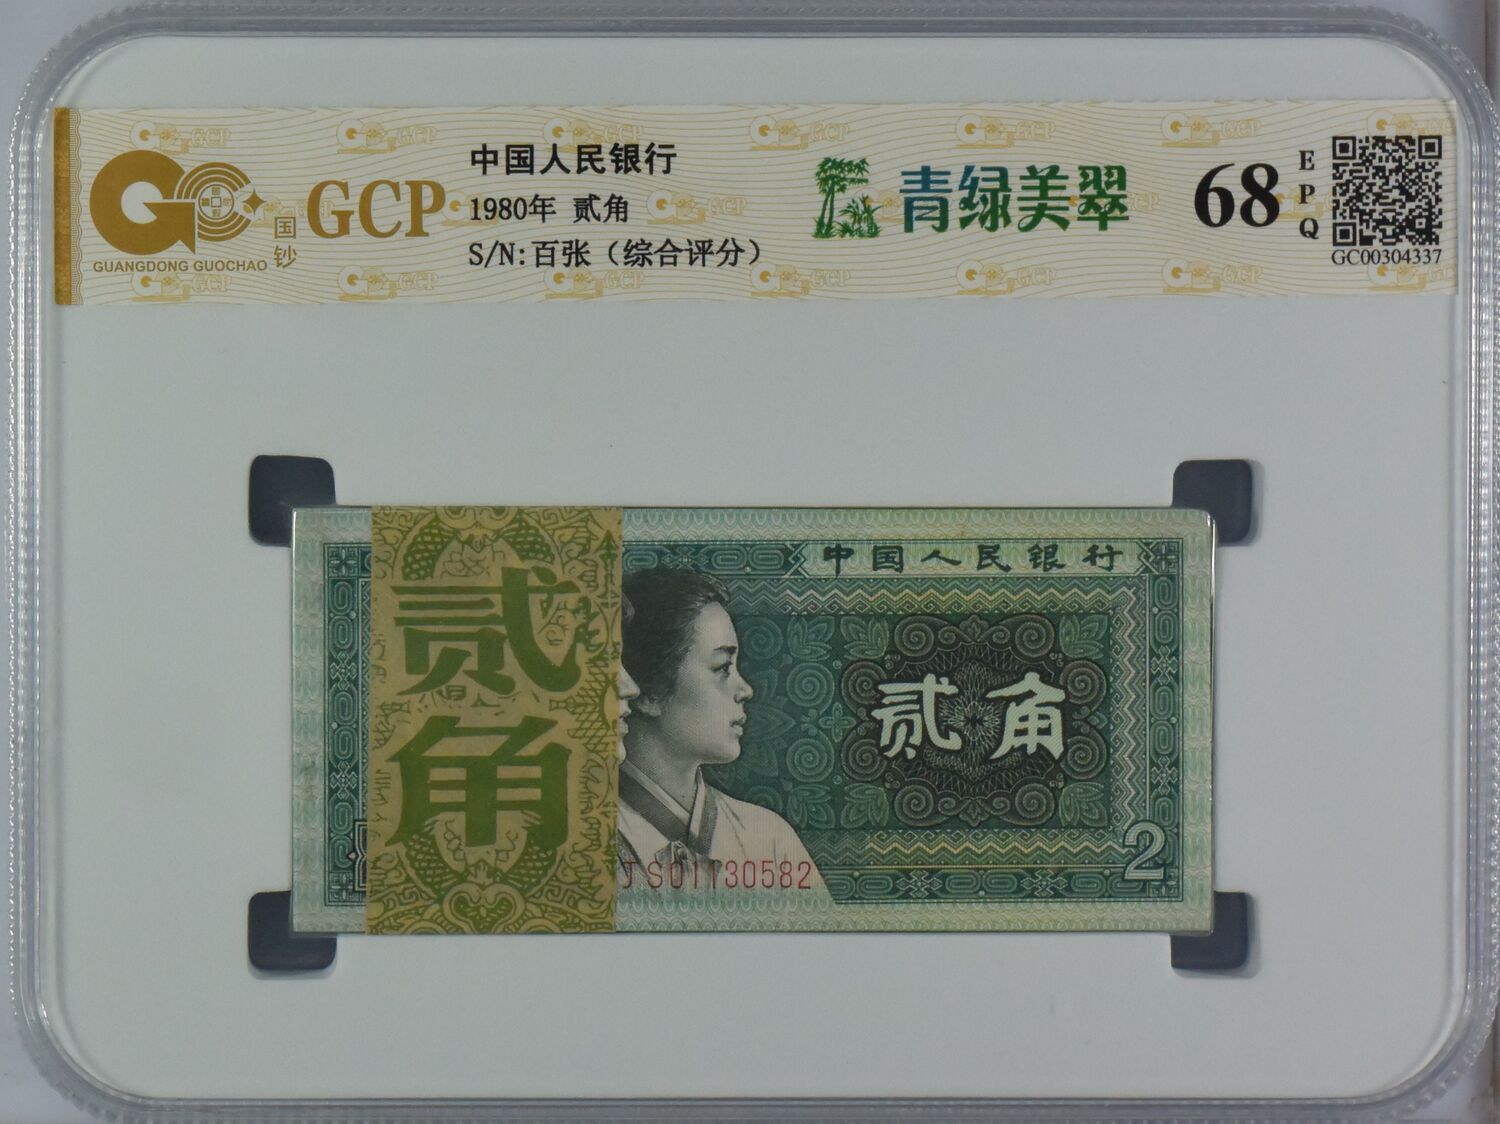 GUANGDONG GUOCHAO
国钞
GCP
中国人民银行
1980年 贰角
S/N:百张（综合评分）
青绿美翠
68
EPQ
GC00304337
贰角
中国人民银行
贰角
JS01130582
2